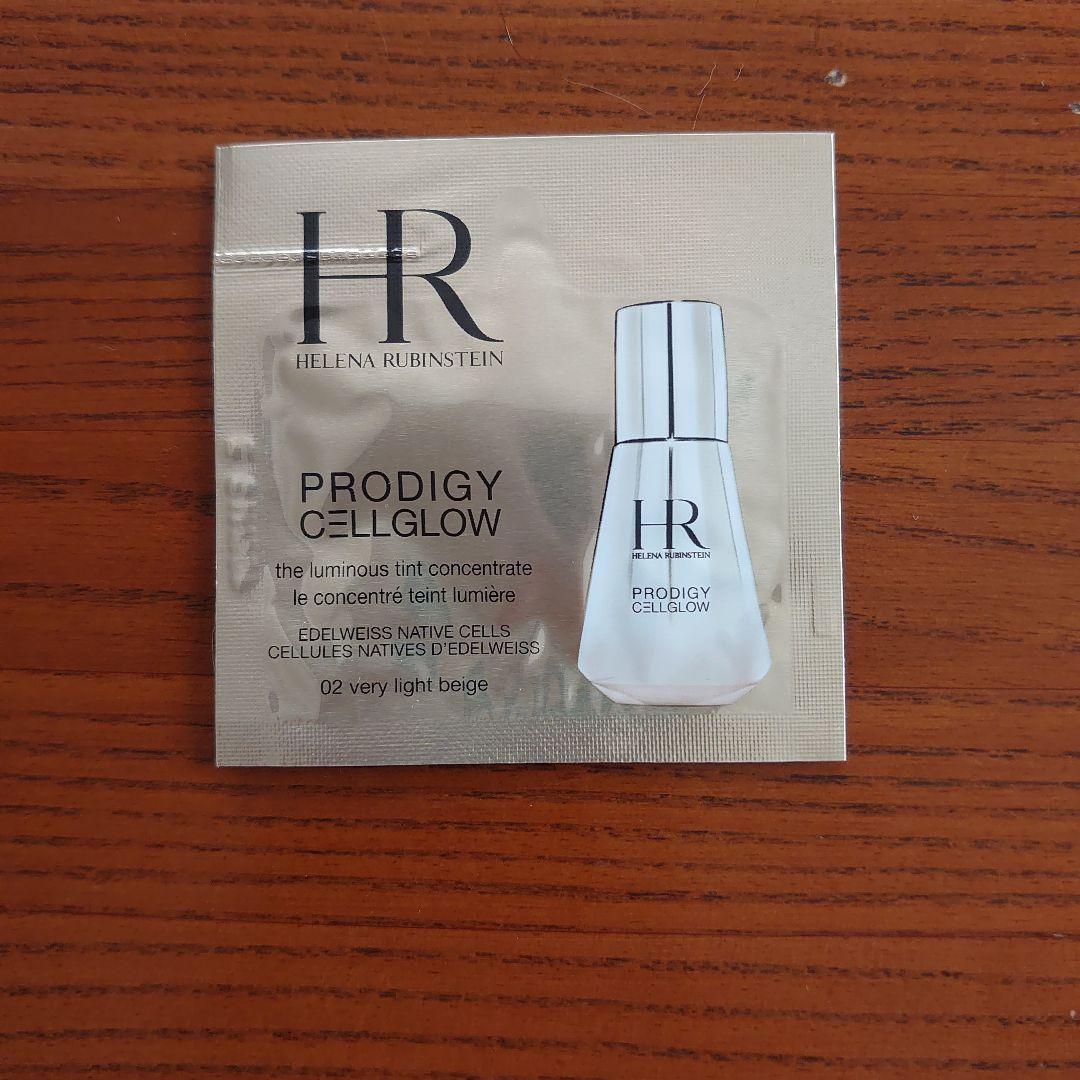 HR
HELENA RUBINSTEIN
PRODIGY
CELLGLOW
the luminous tint concentrate
le concentré teint lumière
EDELWEISS NATIVE CELLS
CELLULES NATIVES D'EDELWEISS
02 very light beige
HR
HELENA RUBINSTEIN
PRODIGY
CELLGLOW